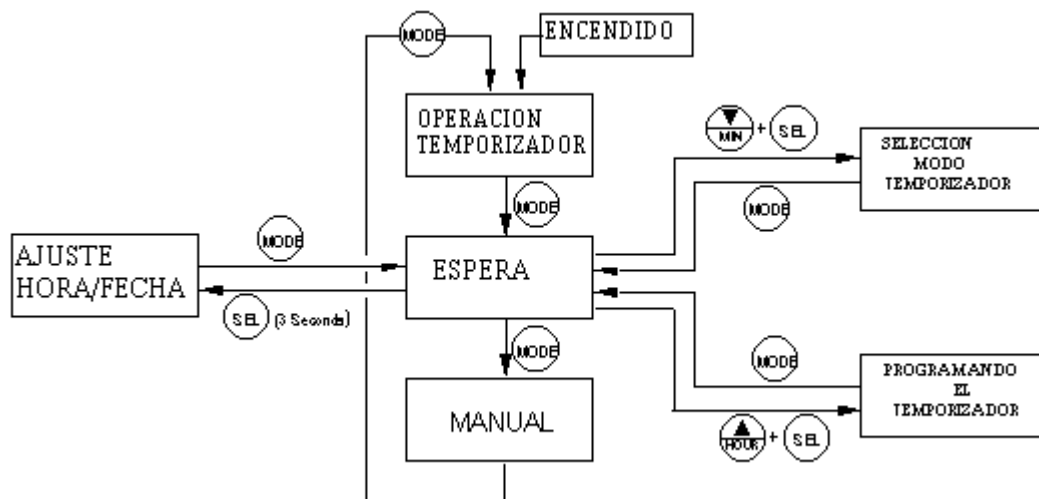 MODE
ENCENDIDO
OPERACION
TEMPORIZADOR
▼
MIN + SEL
SELECCION
MODO
TEMPORIZADOR
MODE
MODE
MODE
AJUSTE
HORA/FECHA
ESPERA
SEL (3 Seconds)
MODE
MODE
PROGRAMANDO
EL
TEMPORIZADOR
MANUAL
▲
HOUR + SEL